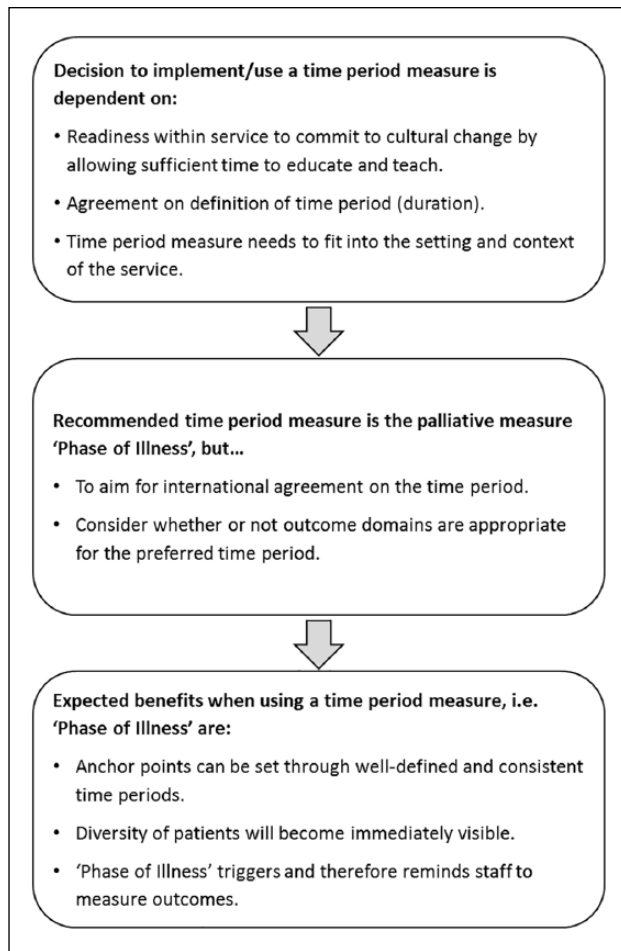 Decision to implement/use a time period measure is
dependent on:
• Readiness within service to commit to cultural change by
allowing sufficient time to educate and teach.
• Agreement on definition of time period (duration).
• Time period measure needs to fit into the setting and context
of the service.
Recommended time period measure is the palliative measure
‘Phase of Illness’, but...
• To aim for international agreement on the time period.
• Consider whether or not outcome domains are appropriate
for the preferred time period.
Expected benefits when using a time period measure, i.e.
‘Phase of Illness’ are:
• Anchor points can be set through well-defined and consistent
time periods.
• Diversity of patients will become immediately visible.
• ‘Phase of Illness’ triggers and therefore reminds staff to
measure outcomes.